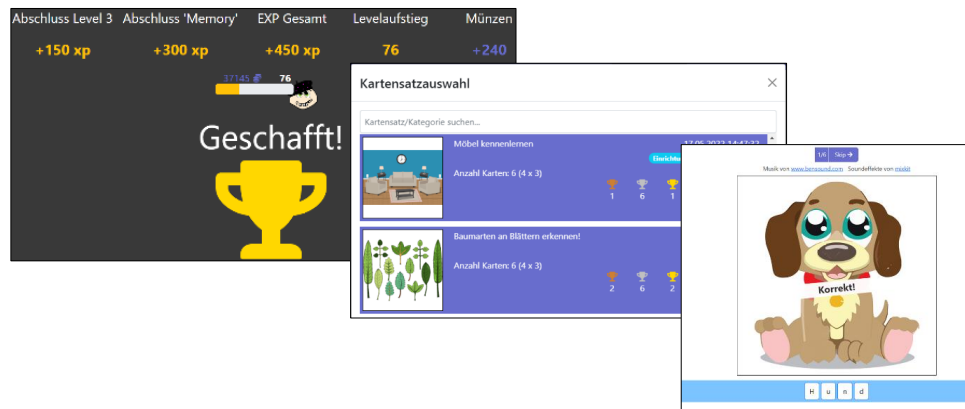 Abschluss Level 3 Abschluss 'Memory' EXP Gesamt Levelaufstieg Münzen
+150 xp +300 xp +450 xp 76 +240
37145 76
Geschafft!
Kartensatzauswahl
Kartensatz/Kategorie suchen...
Möbel kennenlernen 17.06.2022 14:47:32
Anzahl Karten: 6 (4 x 3)
1 6 1
Baumarten an Blättern erkennen!
Anzahl Karten: 6 (4 x 3)
2 6 2
1/6 Skip →
Musik von www.bensound.com Soundeffekte von mixkit
Korrekt!
H u n d